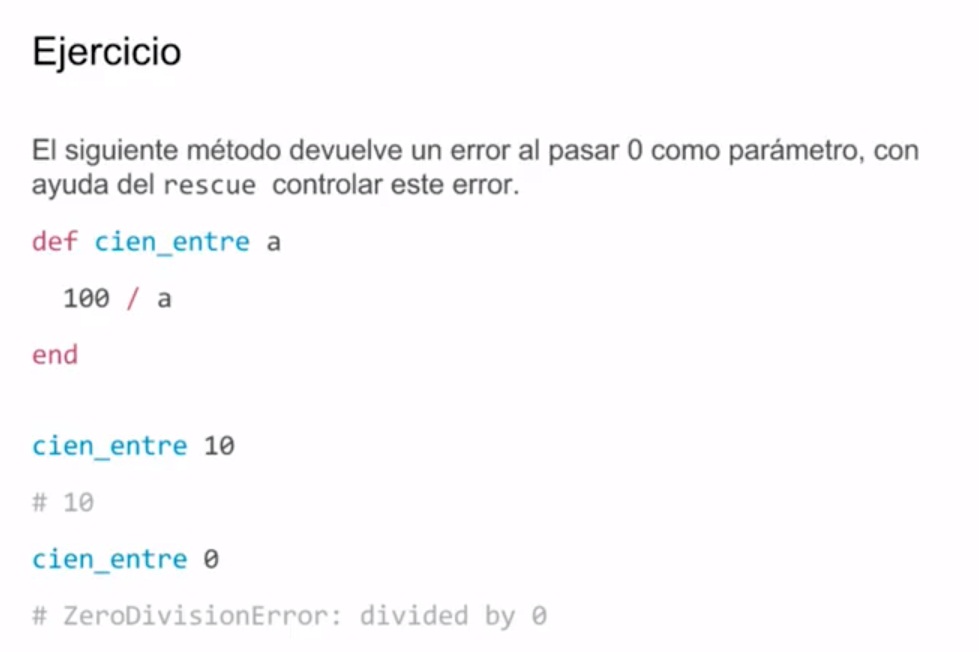 Ejercicio
El siguiente método devuelve un error al pasar 0 como parámetro, con
ayuda del rescue controlar este error.
def cien_entre a
  100 / a
end
cien_entre 10
# 10
cien_entre 0
# ZeroDivisionError: divided by 0